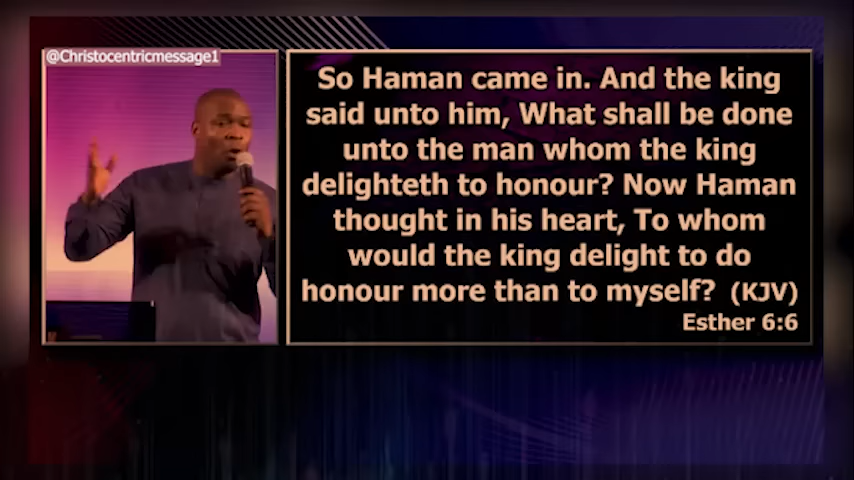 @Christocentricmessage1
So Haman came in. And the king
said unto him, What shall be done
unto the man whom the king
delighteth to honour? Now Haman
thought in his heart, To whom
would the king delight to do
honour more than to myself? (KJV)
Esther 6:6